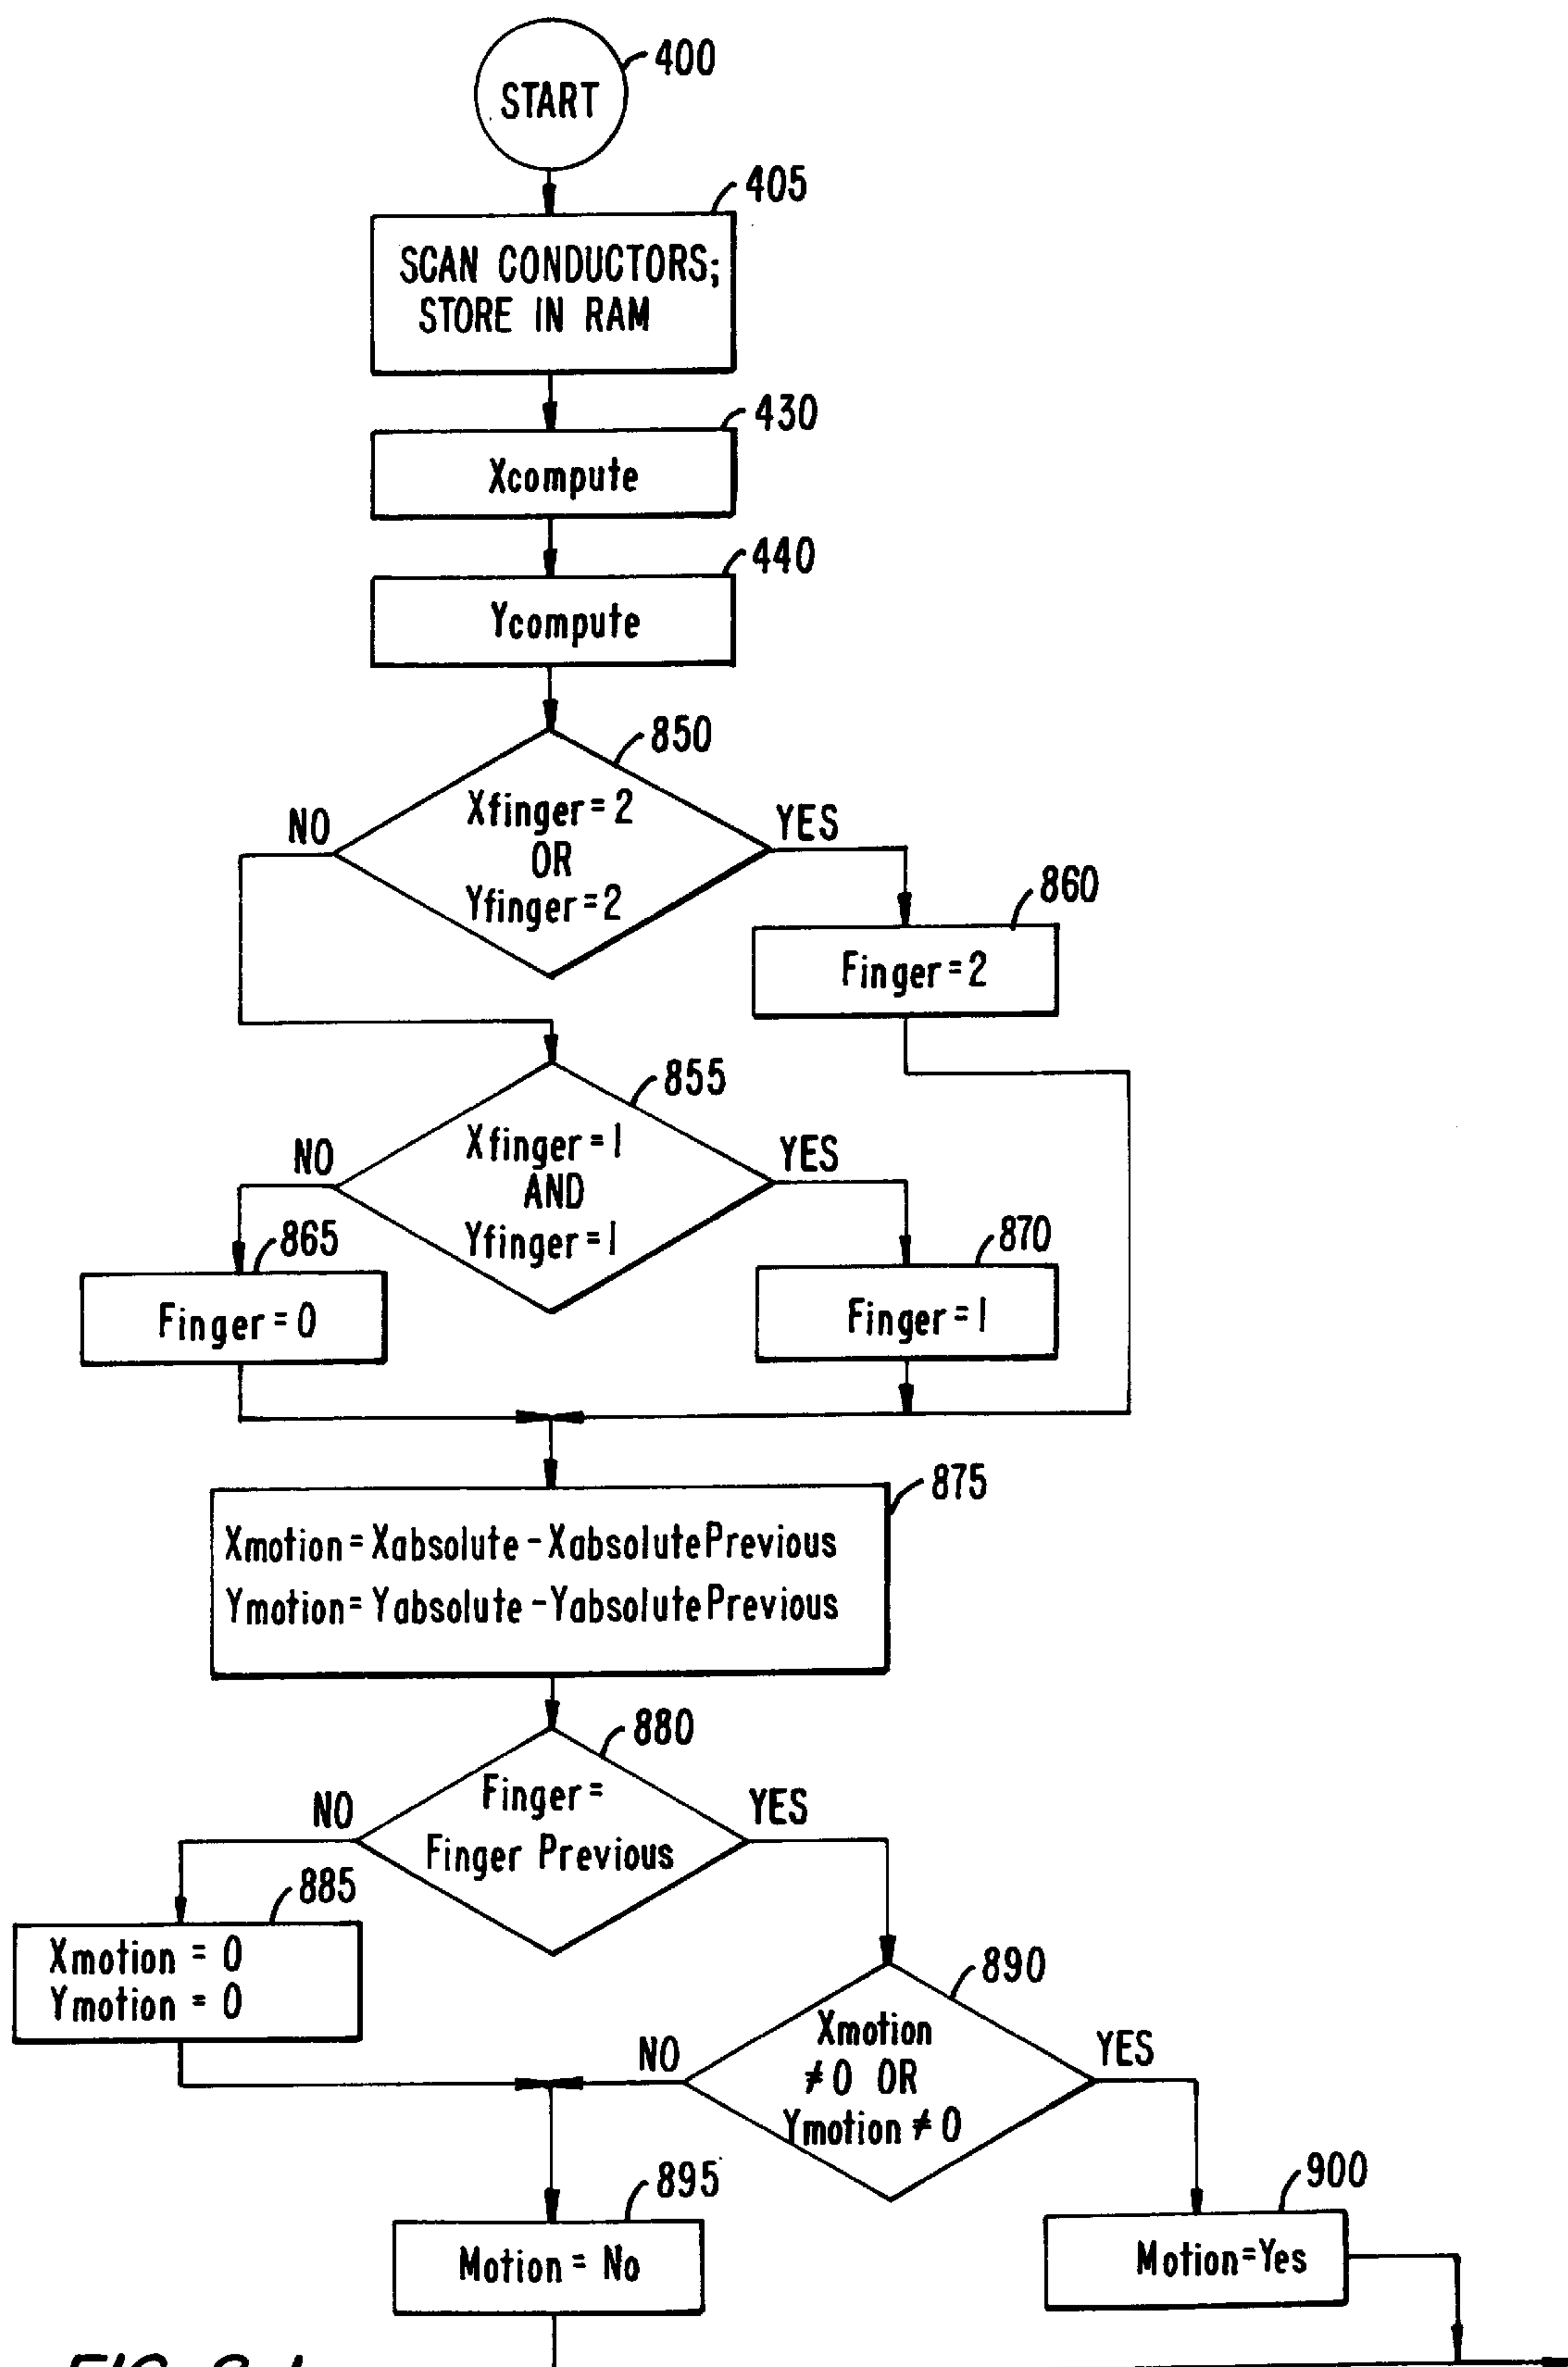 START
400
405
SCAN CONDUCTORS;
STORE IN RAM
430
Xcompute
440
Ycompute
850
Xfinger=2
OR
Yfinger=2
NO
YES
860
Finger=2
855
Xfinger=1
AND
Yfinger=1
NO
YES
865
Finger=0
870
Finger=1
875
Xmotion=Xabsolute-XabsolutePrevious
Ymotion=Yabsolute-YabsolutePrevious
880
Finger=
Finger Previous
NO
YES
885
Xmotion = 0
Ymotion = 0
890
Xmotion
≠0 OR
Ymotion ≠ 0
NO
YES
895
Motion = No
900
Motion=Yes